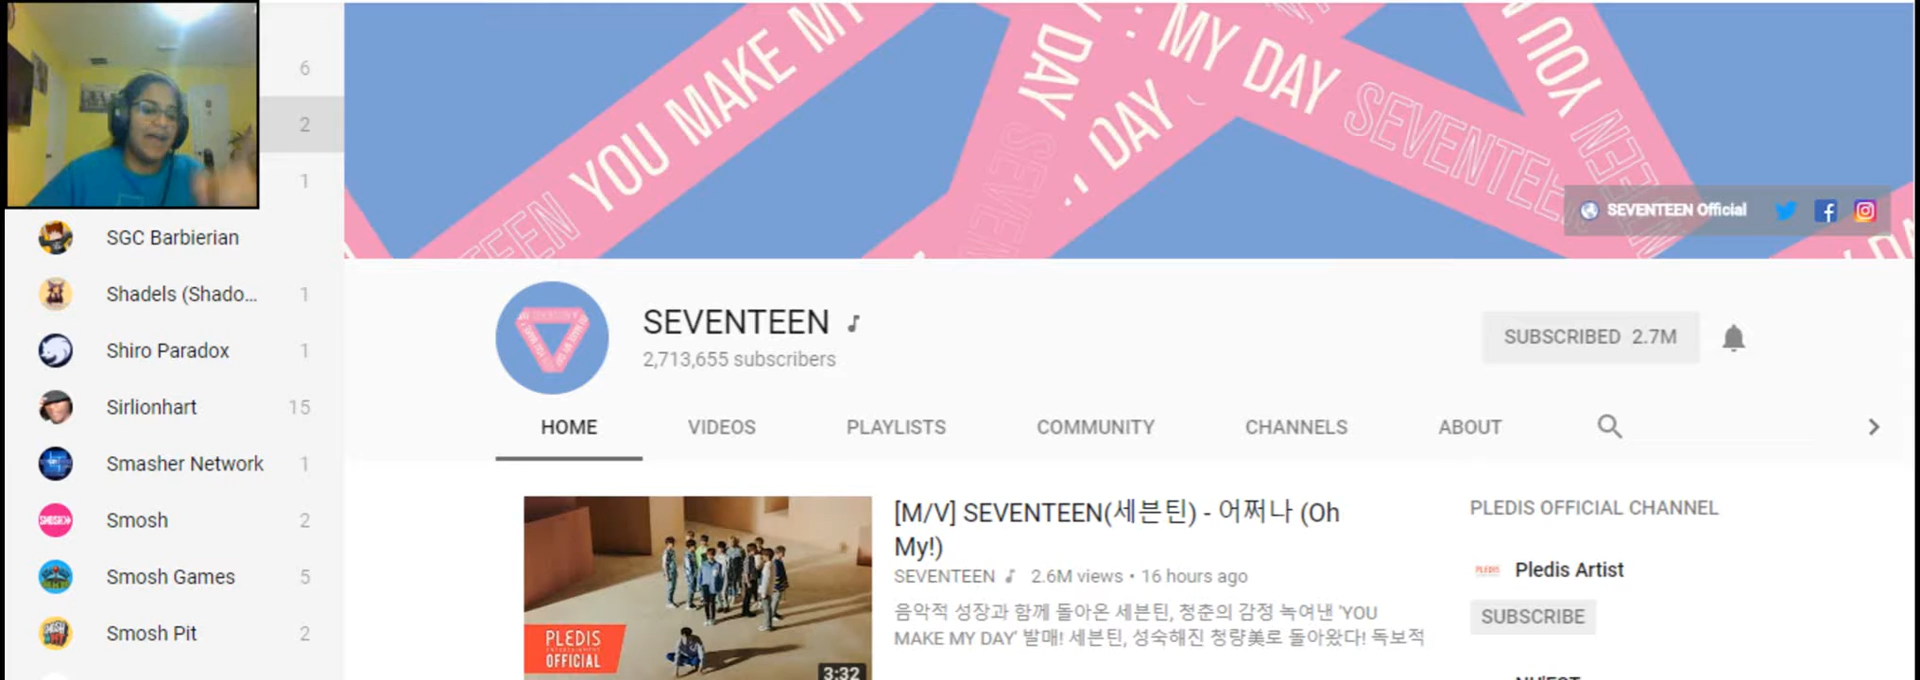 YOU MAKE MY
DAY
: MY DAY SEVENTEE
DAY
YOU
SEVENTEEN Official
6
2
1
SGC Barbierian
Shadels (Shado... 1
Shiro Paradox 1
Sirlionhart 15
Smasher Network 1
Smosh 2
Smosh Games 5
Smosh Pit 2
SEVENTEEN
2,713,655 subscribers
SUBSCRIBED 2.7M
HOME VIDEOS PLAYLISTS COMMUNITY CHANNELS ABOUT
PLEDIS
OFFICIAL
3:32
[M/V] SEVENTEEN(세븐틴) - 어쩌나 (Oh
My!)
SEVENTEEN 2.6M views • 16 hours ago
음악적 성장과 함께 돌아온 세븐틴, 청춘의 감정 녹여낸 'YOU
MAKE MY DAY' 발매! 세븐틴, 성숙해진 청량美로 돌아왔다! 독보적
PLEDIS OFFICIAL CHANNEL
Pledis Artist
SUBSCRIBE